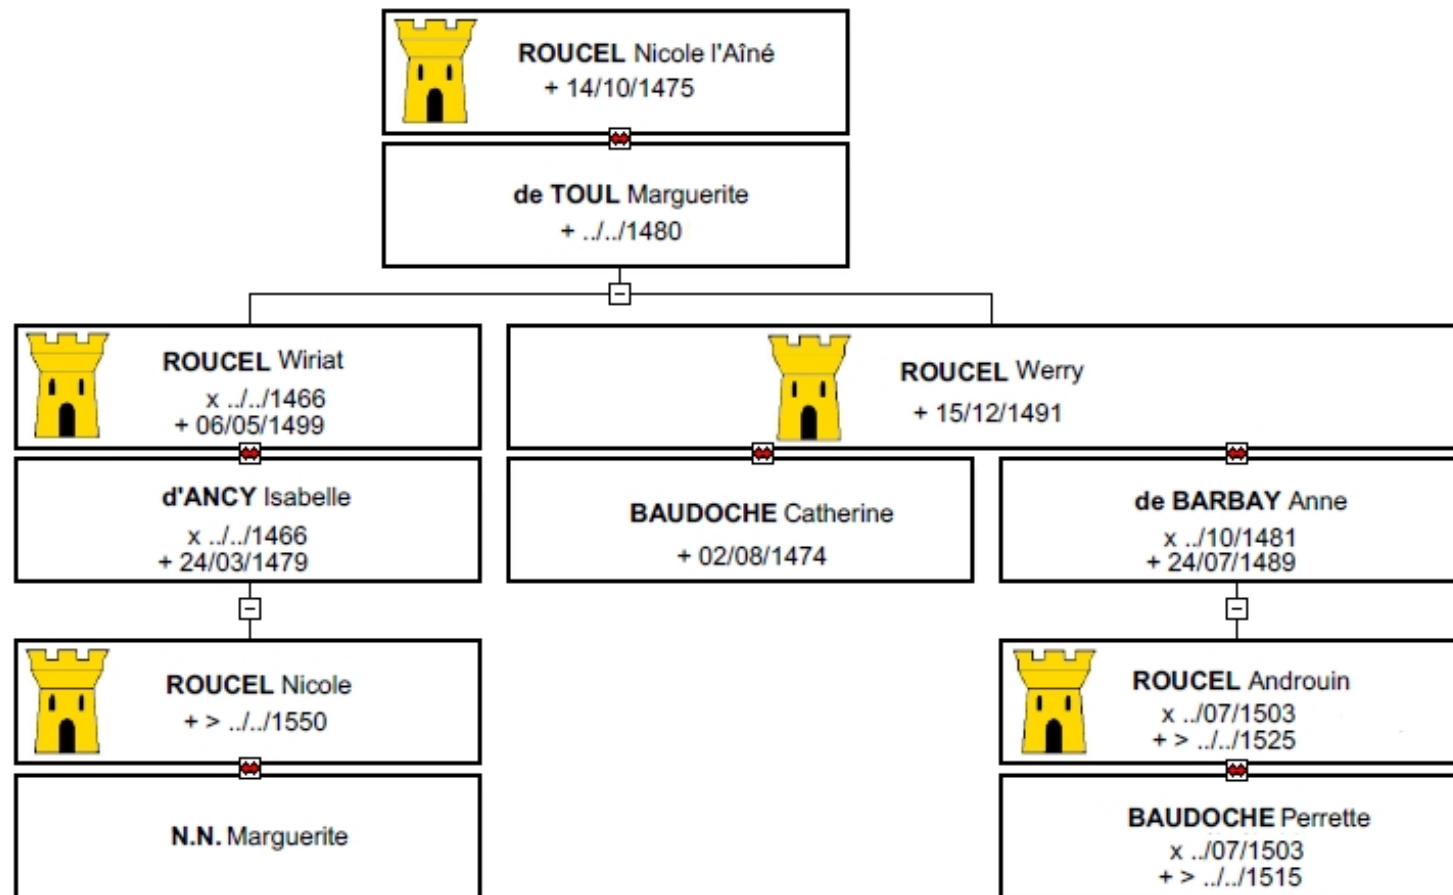 ROUCEL Nicole l'Aîné
+ 14/10/1475
de TOUL Marguerite
+ ../../1480
ROUCEL Wiriat
x ../../1466
+ 06/05/1499
d'ANCY Isabelle
x ../../1466
+ 24/03/1479
ROUCEL Werry
+ 15/12/1491
BAUDOCHE Catherine
+ 02/08/1474
de BARBAY Anne
x ../10/1481
+ 24/07/1489
ROUCEL Nicole
+ > ../../1550
N.N. Marguerite
ROUCEL Androuin
x ../07/1503
+ > ../../1525
BAUDOCHE Perrette
x ../07/1503
+ > ../../1515